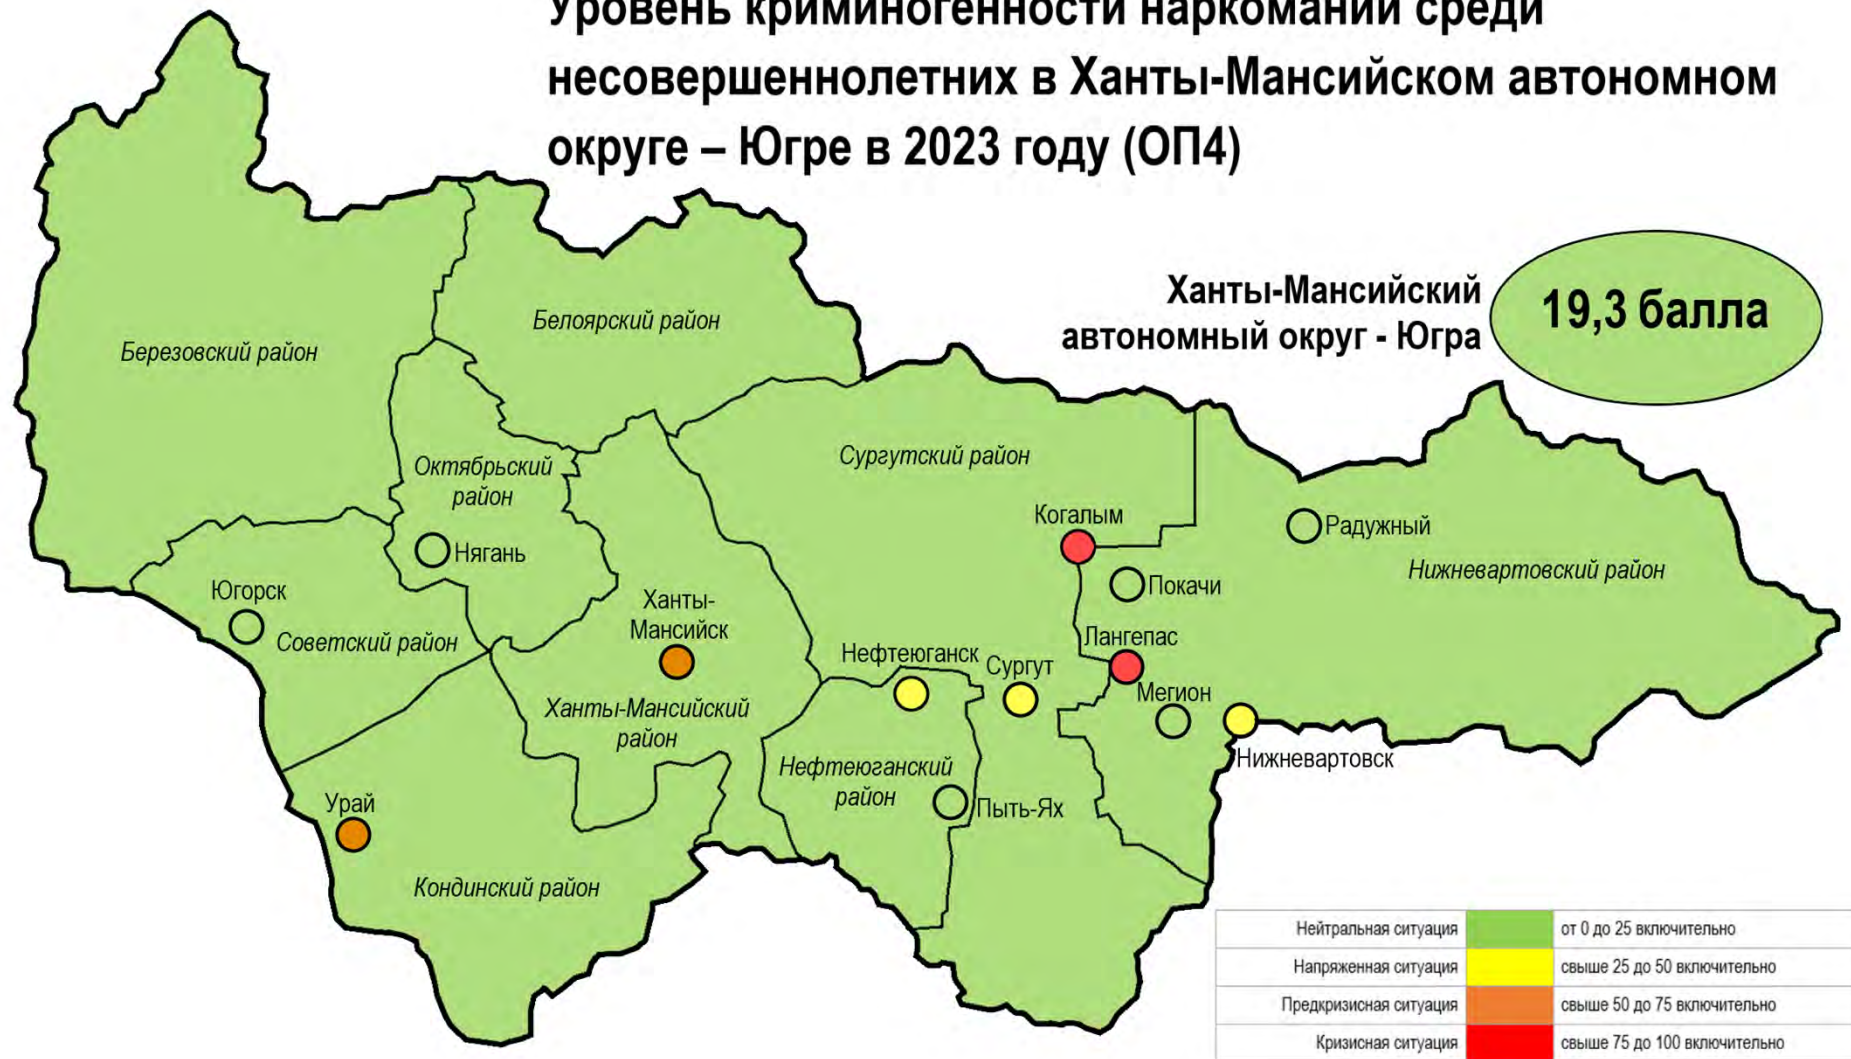 Уровень криминогенности наркомании среди
несовершеннолетних в Ханты-Мансийском автономном
округе – Югре в 2023 году (ОП4)
Ханты-Мансийский
автономный округ - Югра
19,3 балла
Белоярский район
Березовский район
Сургутский район
Октябрьский
район
Когалым
Радужный
Нягань
Нижневартовский район
Югорск
Покачи
Ханты-
Мансийск
Советский район
Лангепас
Нефтеюганск
Сургут
Мегион
Ханты-Мансийский
район
Нижневартовск
Нефтеюганский
район
Пыть-Ях
Урай
Кондинский район
Нейтральная ситуация от 0 до 25 включительно
Напряженная ситуация свыше 25 до 50 включительно
Предкризисная ситуация свыше 50 до 75 включительно
Кризисная ситуация свыше 75 до 100 включительно